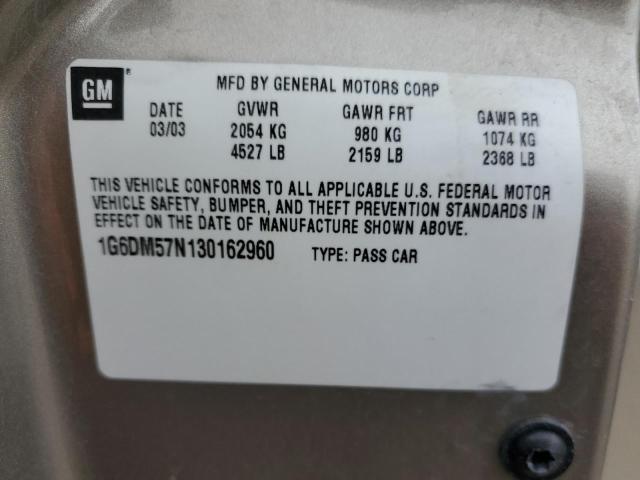 GM® MFD BY GENERAL MOTORS CORP
DATE GVWR GAWR FRT GAWR RR
03/03 2054 KG 980 KG 1074 KG
4527 LB 2159 LB 2368 LB
THIS VEHICLE CONFORMS TO ALL APPLICABLE U.S. FEDERAL MOTOR
VEHICLE SAFETY, BUMPER, AND THEFT PREVENTION STANDARDS IN
EFFECT ON THE DATE OF MANUFACTURE SHOWN ABOVE.
1G6DM57N130162960 TYPE: PASS CAR